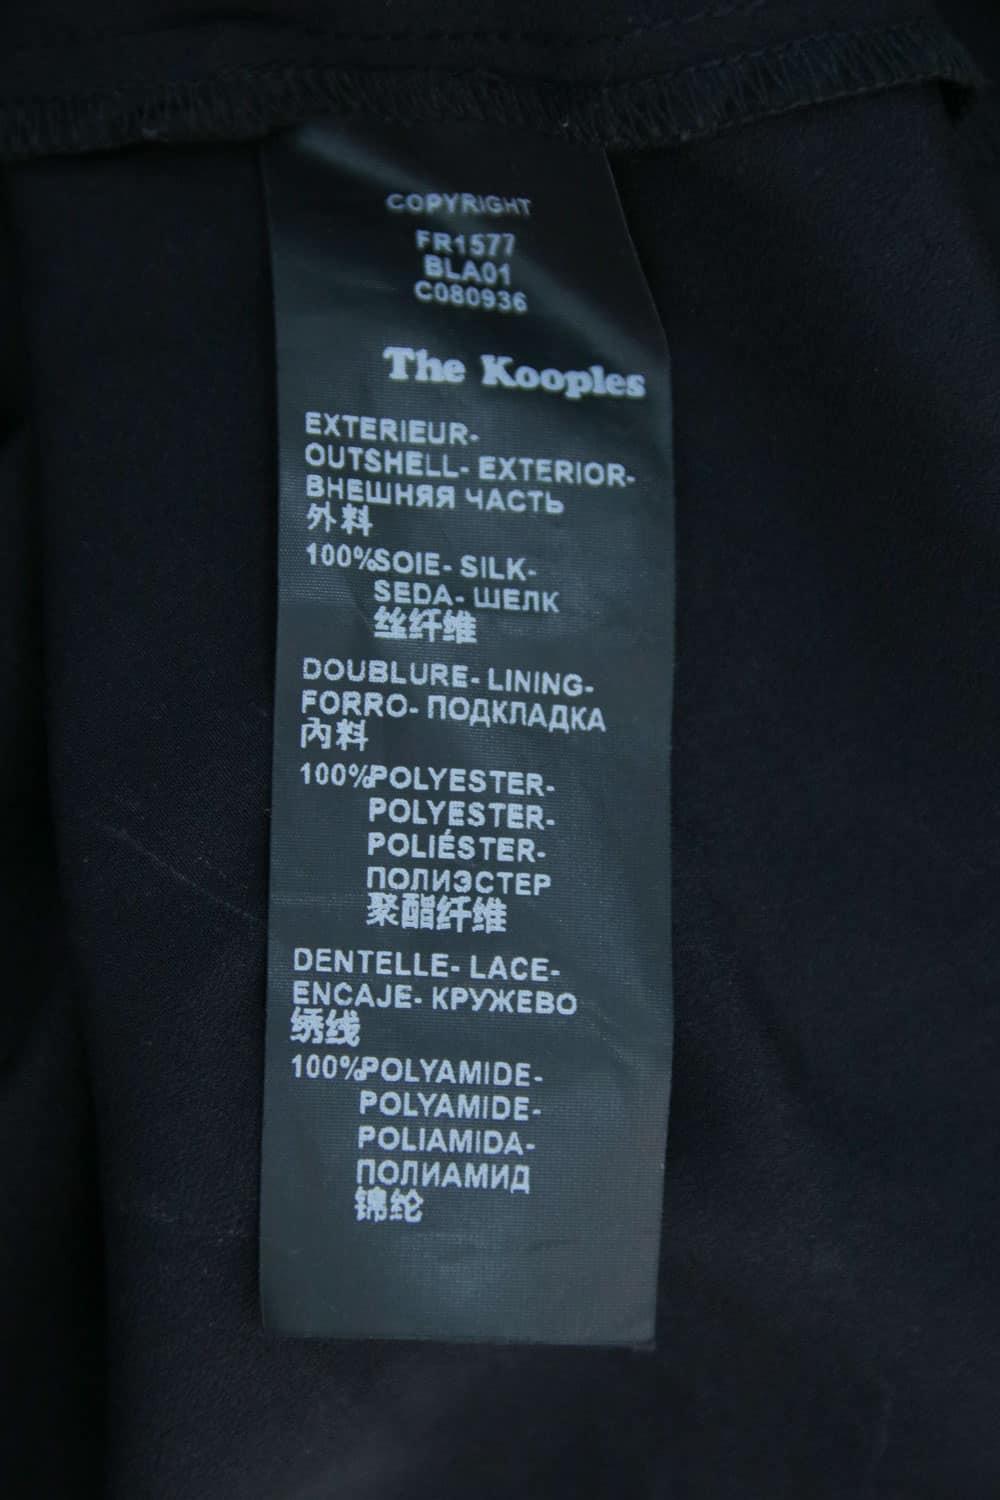 COPYRIGHT
FR1577
BLA01
C080936
The Kooples
EXTERIEUR-
OUTSHELL- EXTERIOR-
ВНЕШНЯЯ ЧАСТЬ
外料
100%SOIE- SILK-
SEDA- ШЕЛК
丝纤维
DOUBLURE- LINING-
FORRO- ПОДКЛАДКА
内料
100%POLYESTER-
POLYESTER-
POLIÉSTER-
ПОЛИЭСТЕР
聚酯纤维
DENTELLE- LACE-
ENCAJE- КРУЖЕВО
绣线
100%POLYAMIDE-
POLYAMIDE-
POLIAMIDA-
ПОЛИАМИД
锦纶